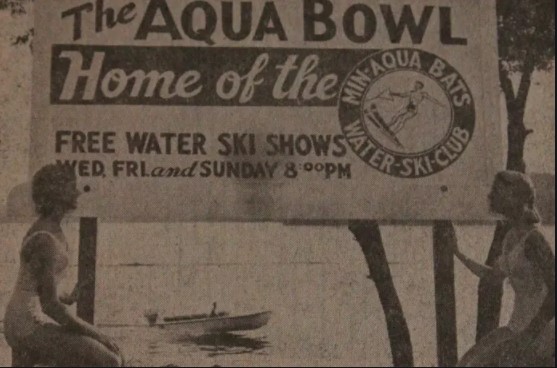 The AQUA BOWL
Home of the
MIN-AQUA BATS
WATER-SKI-CLUB
FREE WATER SKI SHOWS
WED. FRI. and SUNDAY 8:00 PM